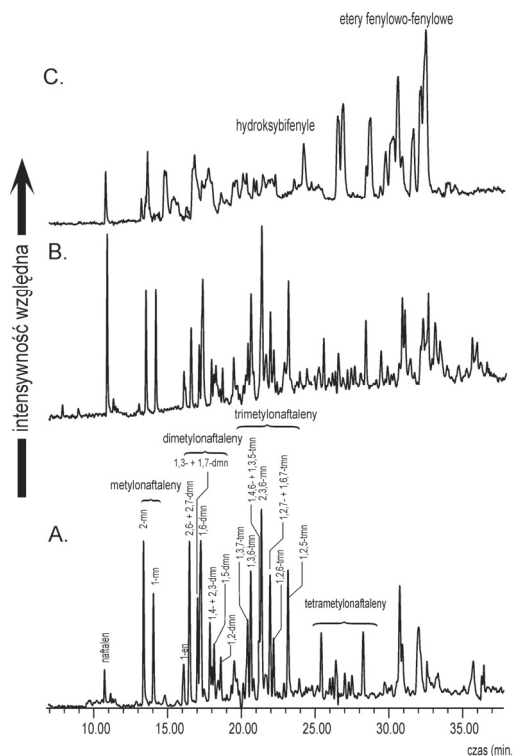 etery fenylowo-fenylowe
C.
hydroksybifenyle
intensywność względna
B.
trimetylonaftaleny
dimetylonaftaleny
1,3- + 1,7-dmn
metylonaftaleny
A.
naftalen
2-mn
1-mn
1-en
2,6- + 2,7-dmn
1,6-dmn
1,4- + 2,3-dmn
1,5-dmn
1,2-dmn
1,3,7-tmn
1,3,6-tmn
1,4,6- + 1,3,5-tmn
2,3,6-tmn
1,2,7- + 1,6,7-tmn
1,2,6-tmn
1,2,5-tmn
tetrametylonaftaleny
10.00 15.00 20.00 25.00 30.00 35.00
czas (min.